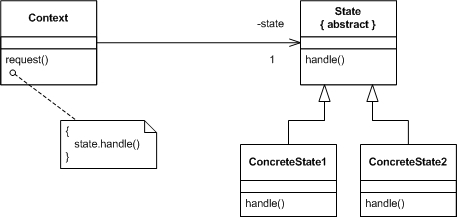 Context
request()
{
state.handle()
}
-state
1
State
{ abstract }
handle()
ConcreteState1
handle()
ConcreteState2
handle()